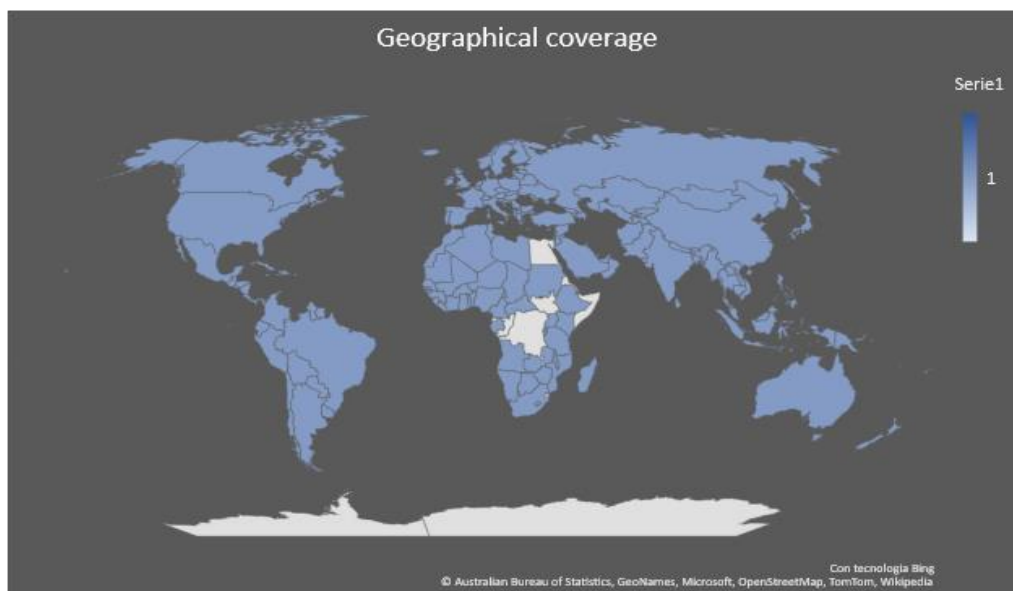 Geographical coverage
Serie1
1
Con tecnologia Bing
© Australian Bureau of Statistics, GeoNames, Microsoft, OpenStreetMap, TomTom, Wikipedia